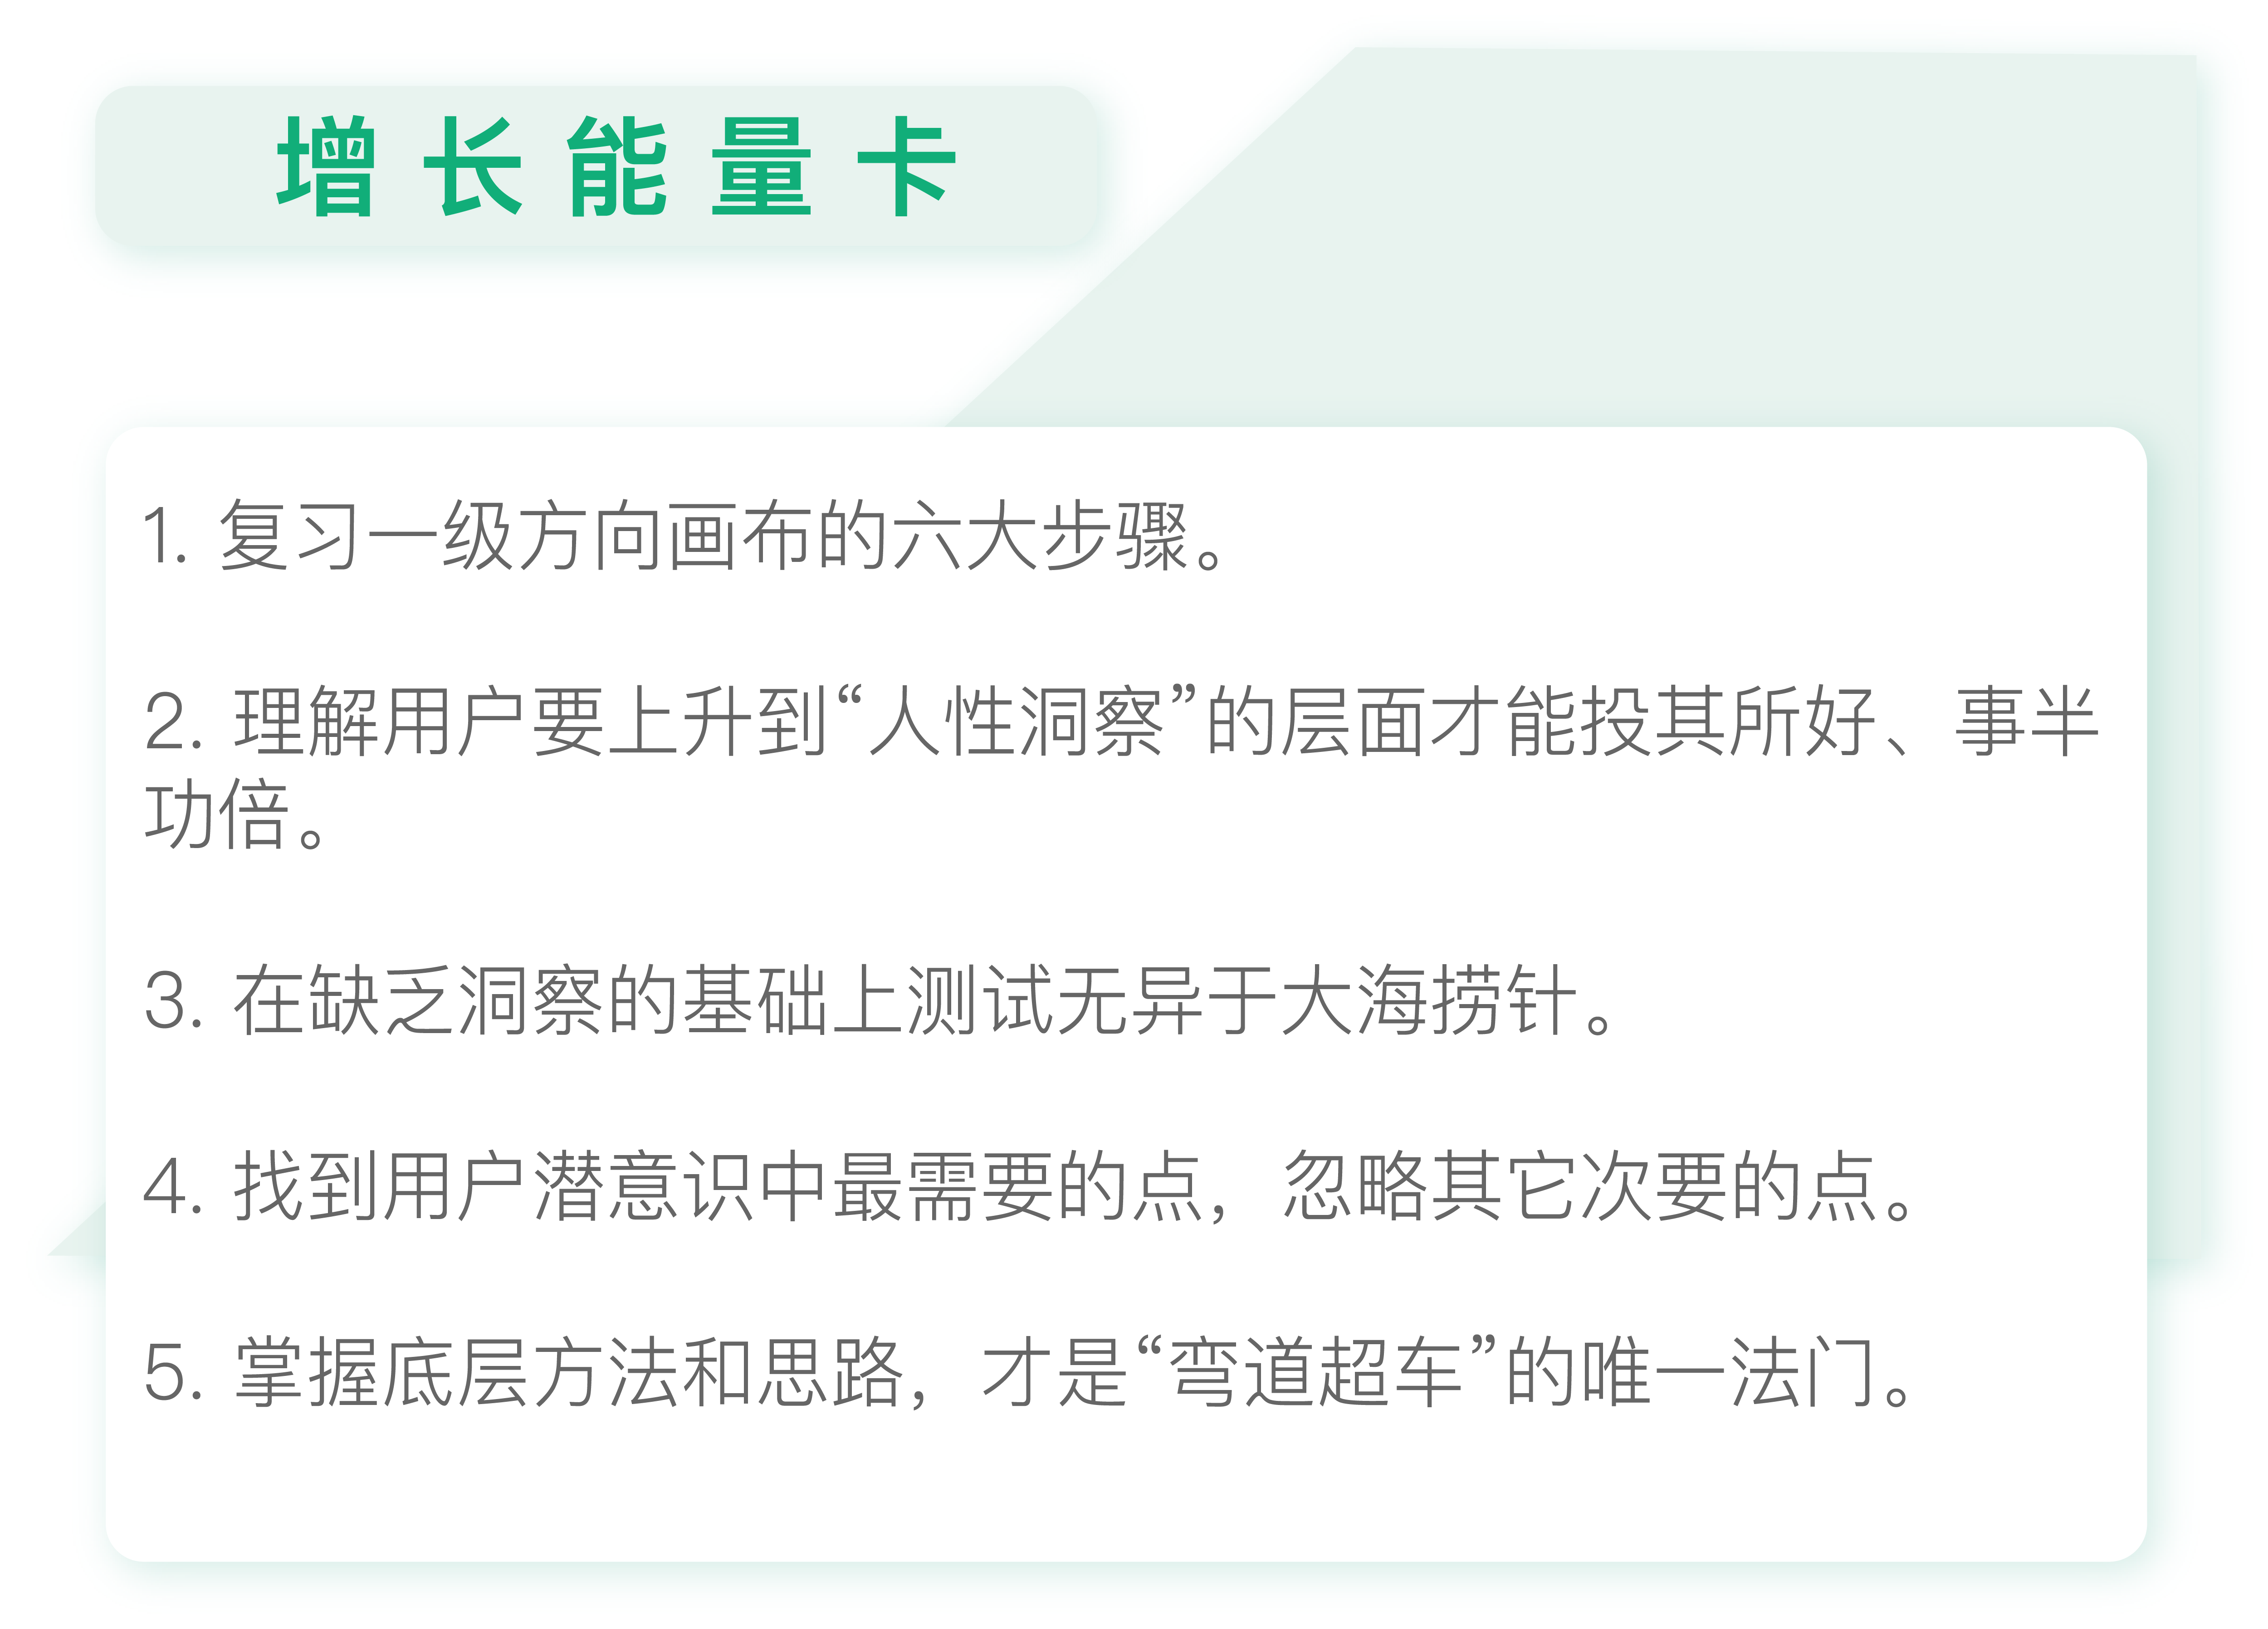 增长能量卡
1. 复习一级方向画布的六大步骤。
2. 理解用户要上升到“人性洞察”的层面才能投其所好、事半
功倍。
3. 在缺乏洞察的基础上测试无异于大海捞针。
4. 找到用户潜意识中最需要的点，忽略其它次要的点。
5. 掌握底层方法和思路，才是“弯道超车”的唯一法门。